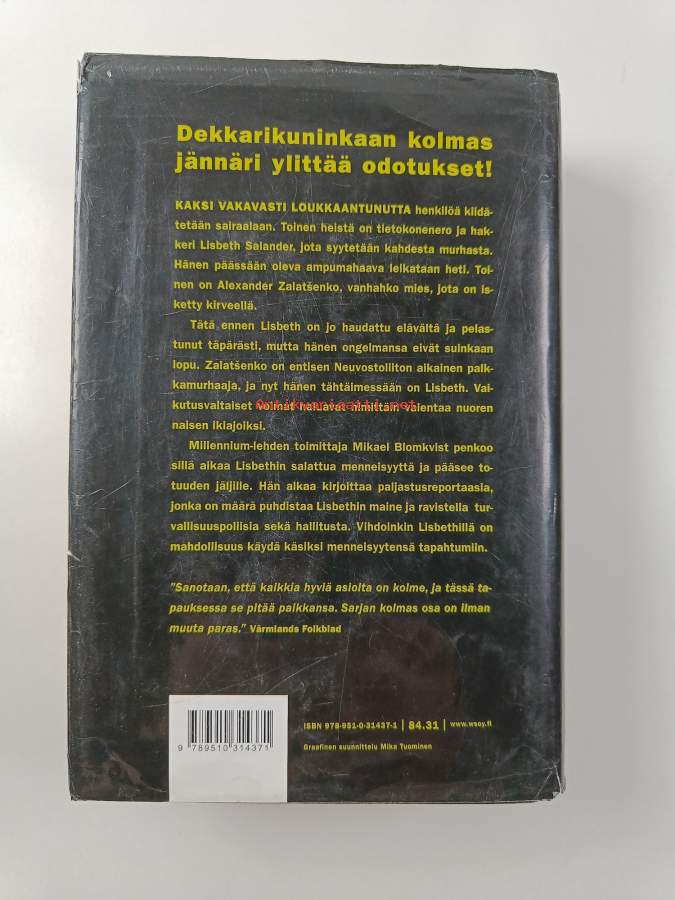 Dekkarikuninkaan kolmas
jännäri ylittää odotukset!
KAKSI VAKAVASTI LOUKKAANTUNUTTA henkilöä kiidä-
tetään sairaalaan. Toinen heistä on tietokonenero ja hak-
keri Lisbeth Salander, jota syytetään kahdesta murhasta.
Hänen päässään oleva ampumahaava leikataan heti. Toi-
nen on Alexander Zalatšenko, vanhahko mies, jota on is-
ketty kirveellä.
Tätä ennen Lisbeth on jo haudattu elävältä ja pelas-
tunut täpärästi, mutta hänen ongelmansa eivät suinkaan
lopu. Zalatšenko on entisen Neuvostoliiton aikainen palk-
kamurhaaja, ja nyt hänen tähtäimessään on Lisbeth. Vai-
kutusvaltaiset voimat haluavat nimittäin vaientaa nuoren
Antikvariaatti.net
naisen iäksi ajoiksi.
Millennium-lehden toimittaja Mikael Blomkvist penkoo
sillä aikaa Lisbethin salattua menneisyyttä ja pääsee to-
tuuden jäljille. Hän alkaa kirjoittaa paljastusreportaasia,
jonka on määrä puhdistaa Lisbethin maine ja ravistella tur-
vallisuuspoliisia sekä hallitusta. Vihdoinkin Lisbethillä on
mahdollisuus käydä käsiksi menneisyytensä tapahtumiin.
"Sanotaan, että kaikkia hyviä asioita on kolme, ja tässä ta-
pauksessa se pitää paikkansa. Sarjan kolmas osa on ilman
muuta paras." Värmlands Folkblad
ISBN 978-951-0-31437-1 | 84.31 | www.wsoy.fi
Graafinen suunnittelu Mika Tuominen
9 789510 314371